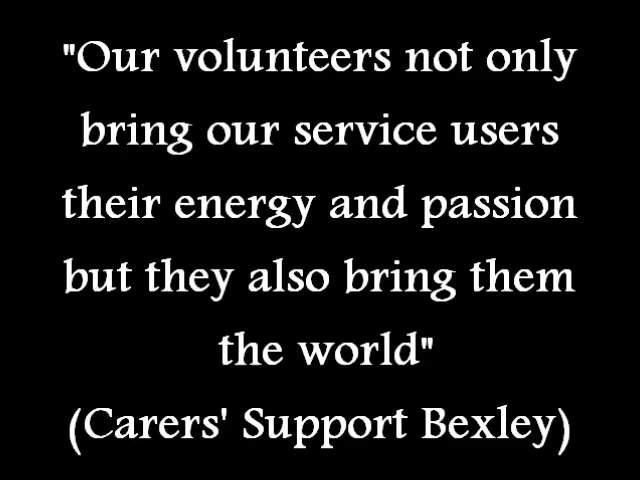 "Our volunteers not only
bring our service users
their energy and passion
but they also bring them
the world"
(Carers' Support Bexley)